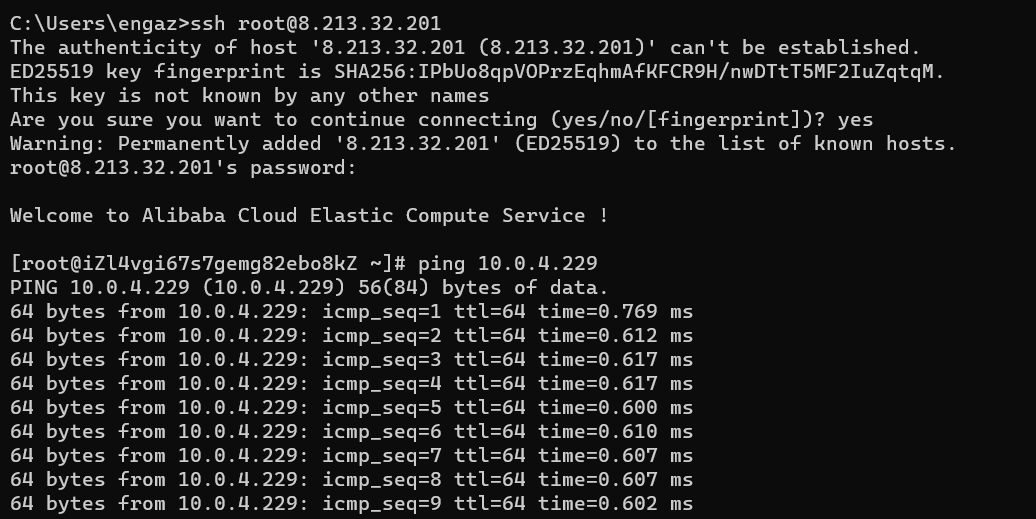 C:\Users\engaz>ssh root@8.213.32.201
The authenticity of host '8.213.32.201 (8.213.32.201)' can't be established.
ED25519 key fingerprint is SHA256:IPbUo8qpVOPrzEqhmAfKFCR9H/nwDTtT5MF2IuZqtqM.
This key is not known by any other names
Are you sure you want to continue connecting (yes/no/[fingerprint])? yes
Warning: Permanently added '8.213.32.201' (ED25519) to the list of known hosts.
root@8.213.32.201's password:
Welcome to Alibaba Cloud Elastic Compute Service !
[root@iZl4vgi67s7gemg82ebo8kZ ~]# ping 10.0.4.229
PING 10.0.4.229 (10.0.4.229) 56(84) bytes of data.
64 bytes from 10.0.4.229: icmp_seq=1 ttl=64 time=0.769 ms
64 bytes from 10.0.4.229: icmp_seq=2 ttl=64 time=0.612 ms
64 bytes from 10.0.4.229: icmp_seq=3 ttl=64 time=0.617 ms
64 bytes from 10.0.4.229: icmp_seq=4 ttl=64 time=0.617 ms
64 bytes from 10.0.4.229: icmp_seq=5 ttl=64 time=0.600 ms
64 bytes from 10.0.4.229: icmp_seq=6 ttl=64 time=0.610 ms
64 bytes from 10.0.4.229: icmp_seq=7 ttl=64 time=0.607 ms
64 bytes from 10.0.4.229: icmp_seq=8 ttl=64 time=0.607 ms
64 bytes from 10.0.4.229: icmp_seq=9 ttl=64 time=0.602 ms